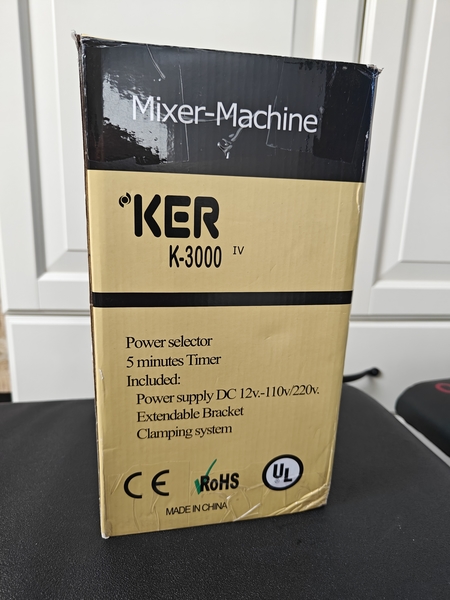 Mixer-Machine
KER
K-3000 IV
Power selector
5 minutes Timer
Included:
Power supply DC 12v.-110v/220v.
Extendable Bracket
Clamping system
CE RoHS UL
MADE IN CHINA